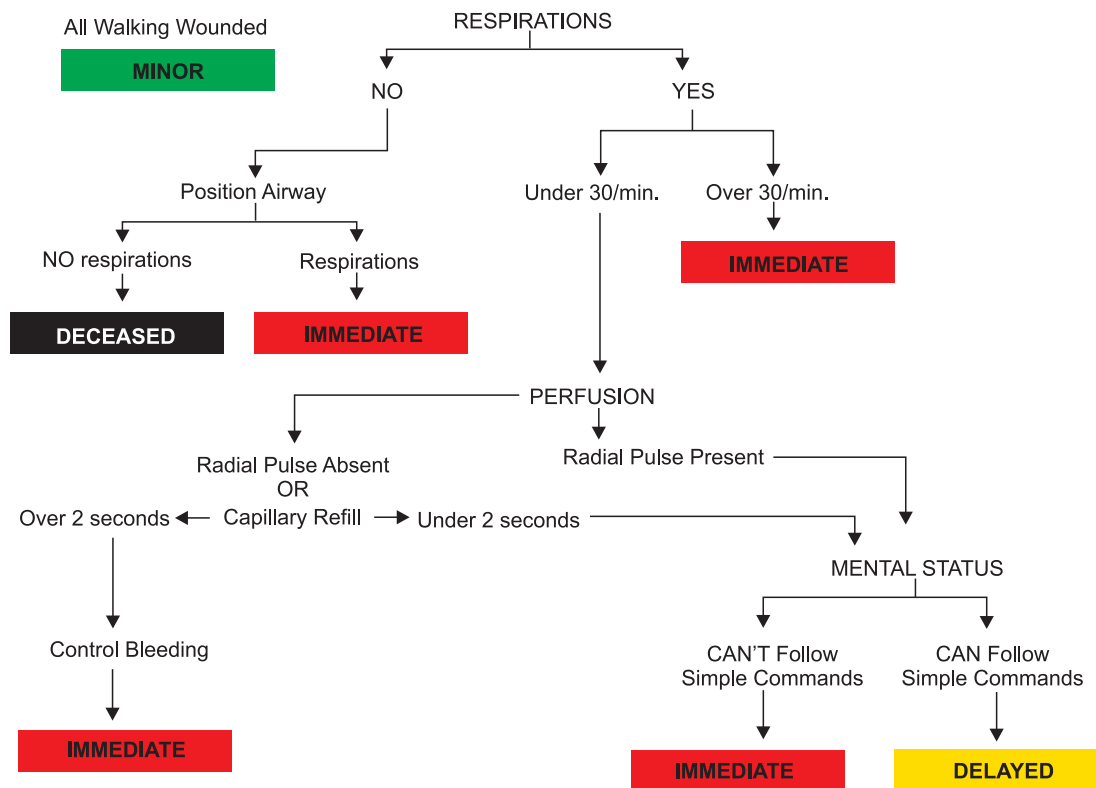 All Walking Wounded
MINOR
RESPIRATIONS
NO
YES
Position Airway
Under 30/min.
Over 30/min.
NO respirations
Respirations
IMMEDIATE
DECEASED
IMMEDIATE
PERFUSION
Radial Pulse Absent
OR
Radial Pulse Present
Over 2 seconds
Capillary Refill
Under 2 seconds
MENTAL STATUS
Control Bleeding
CAN'T Follow
Simple Commands
CAN Follow
Simple Commands
IMMEDIATE
IMMEDIATE
DELAYED